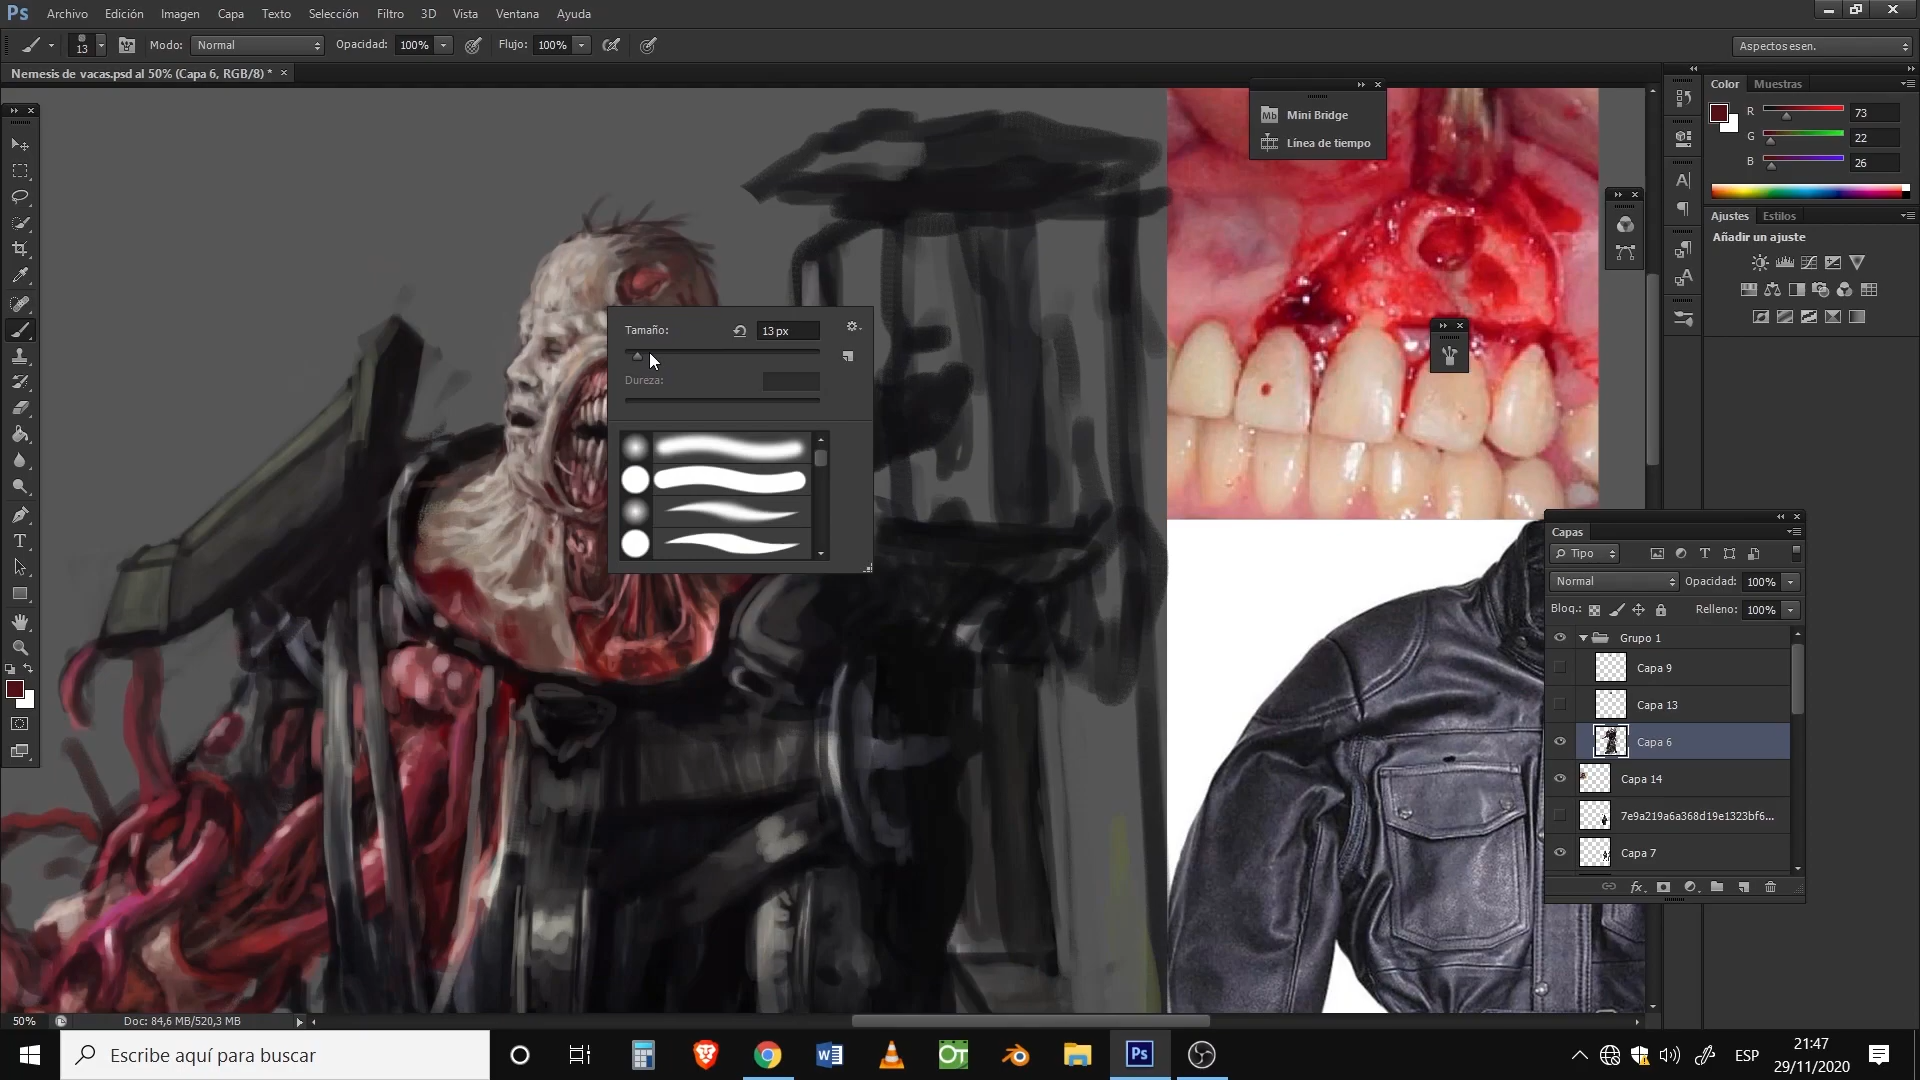 Ps
Archivo Edición Imagen Capa Texto Selección Filtro 3D Vista Ventana Ayuda
13 Modo: Normal Opacidad: 100% Flujo: 100% Aspectos esen.
Nemesis de vacas.psd al 50% (Capa 6, RGB/8) * ×
Mb Mini Bridge
Línea de tiempo
Color Muestras
R 73
G 22
B 26
Ajustes Estilos
Añadir un ajuste
Tamaño: 13 px
Dureza:
Capas
Tipo
Normal Opacidad: 100%
Bloq.: Relleno: 100%
Grupo 1
Capa 9
Capa 13
Capa 6
Capa 14
7e9a219a6a368d19e1323bf6...
Capa 7
fx
50% Doc: 84,6 MB/520,3 MB
Escribe aquí para buscar
Ps
ESP
21:47
29/11/2020